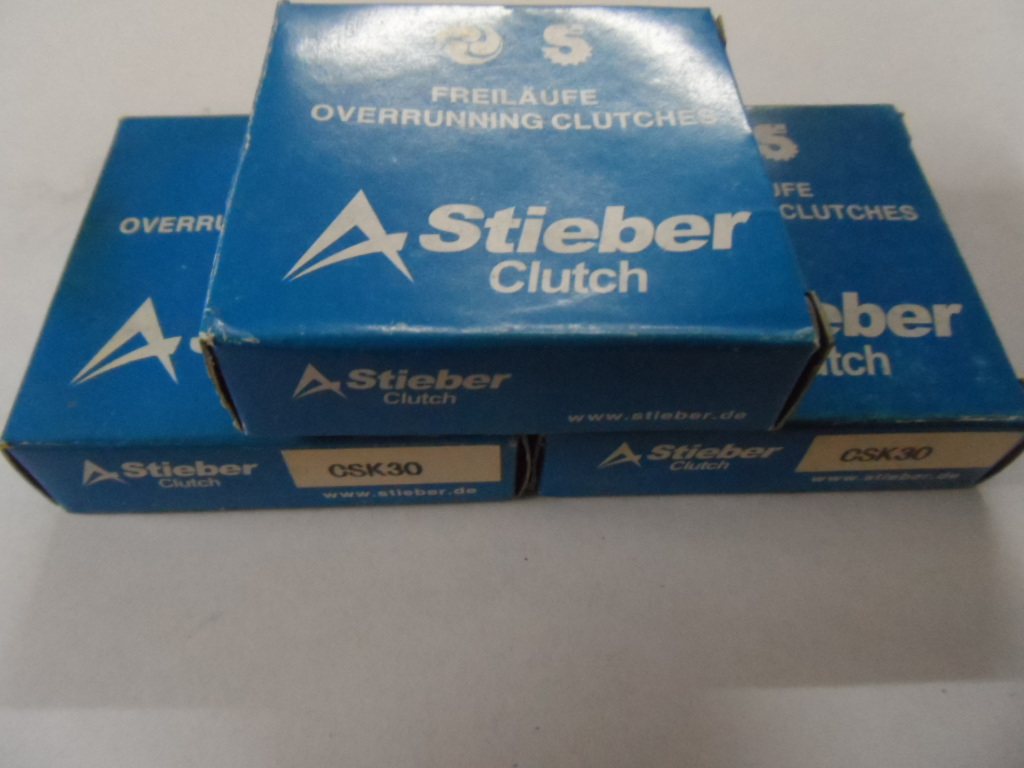 S
FREILÄUFE
OVERRUNNING CLUTCHES
Stieber
Clutch
Stieber
Clutch
www.stieber.de
OVERRU
Stieber
Clutch
CSK30
www.stieber.de
S
UFE
CLUTCHES
eber
utch
Stieber
Clutch
CSK30
www.stieber.de